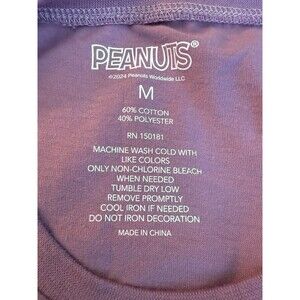 PEANUTS®
©2024 Peanuts Worldwide LLC
M
60% COTTON
40% POLYESTER
RN 150181
MACHINE WASH COLD WITH
LIKE COLORS
ONLY NON-CHLORINE BLEACH
WHEN NEEDED
TUMBLE DRY LOW
REMOVE PROMPTLY
COOL IRON IF NEEDED
DO NOT IRON DECORATION
MADE IN CHINA